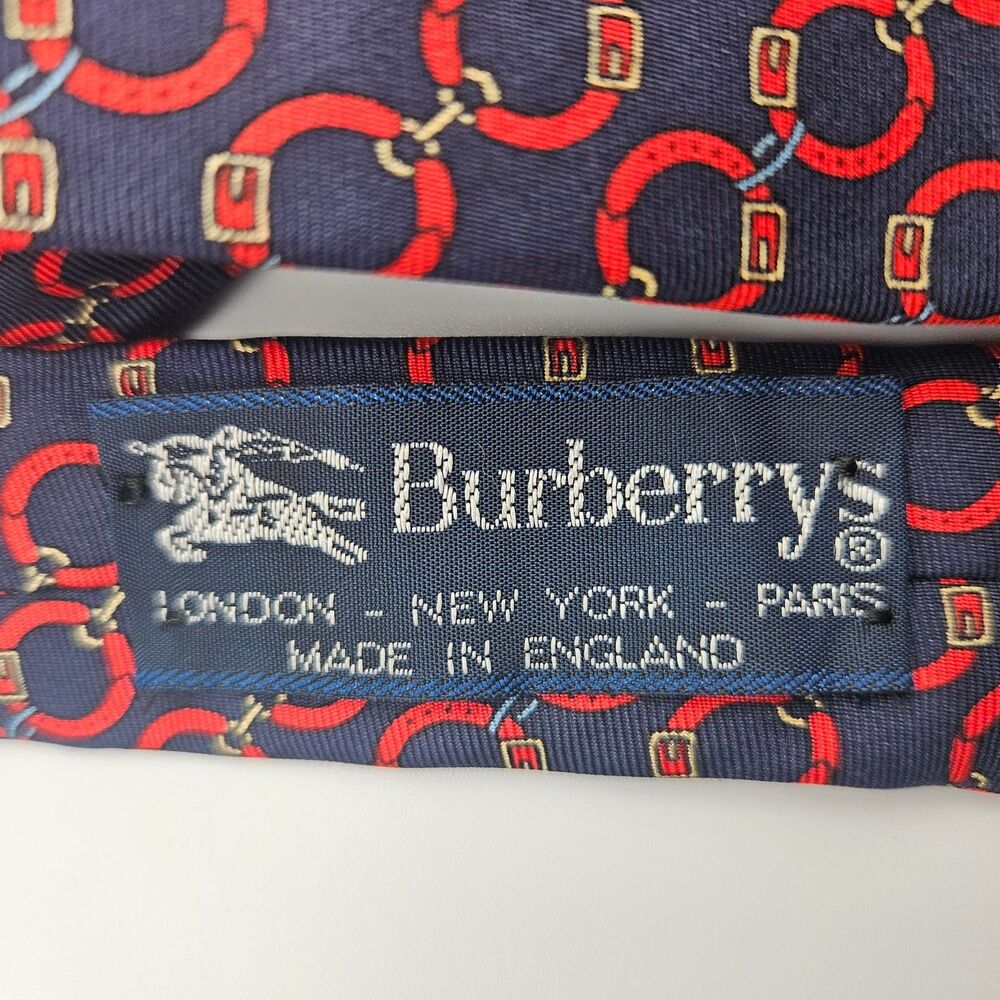 Burberrys®
LONDON - NEW YORK - PARIS
MADE IN ENGLAND